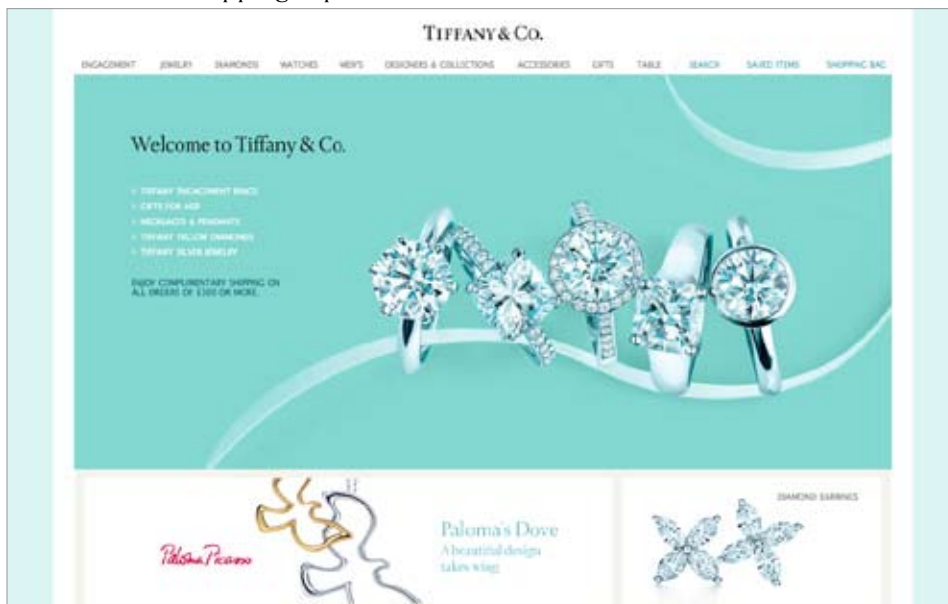 TIFFANY & CO.
ENGAGEMENT JEWELRY DIAMONDS WATCHES MEN'S DESIGNERS & COLLECTIONS ACCESSORIES GIFTS TABLE SEARCH SAVED ITEMS SHOPPING BAG
Welcome to Tiffany & Co.
> TIFFANY ENGAGEMENT RINGS
> GIFTS FOR HER
> NECKLACES & PENDANTS
> TIFFANY YELLOW DIAMONDS
> TIFFANY SILVER JEWELRY
ENJOY COMPLIMENTARY SHIPPING ON
ALL ORDERS OF OR MORE.
Paloma Picasso
Paloma's Dove
A beautiful design
takes wing
DIAMOND EARRINGS